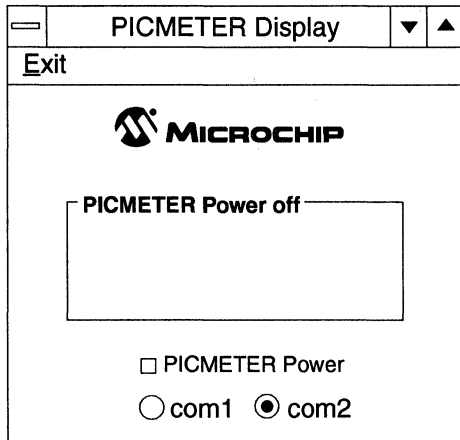 PICMETER Display
Exit
MICROCHIP
PICMETER Power off
PICMETER Power
com1 com2